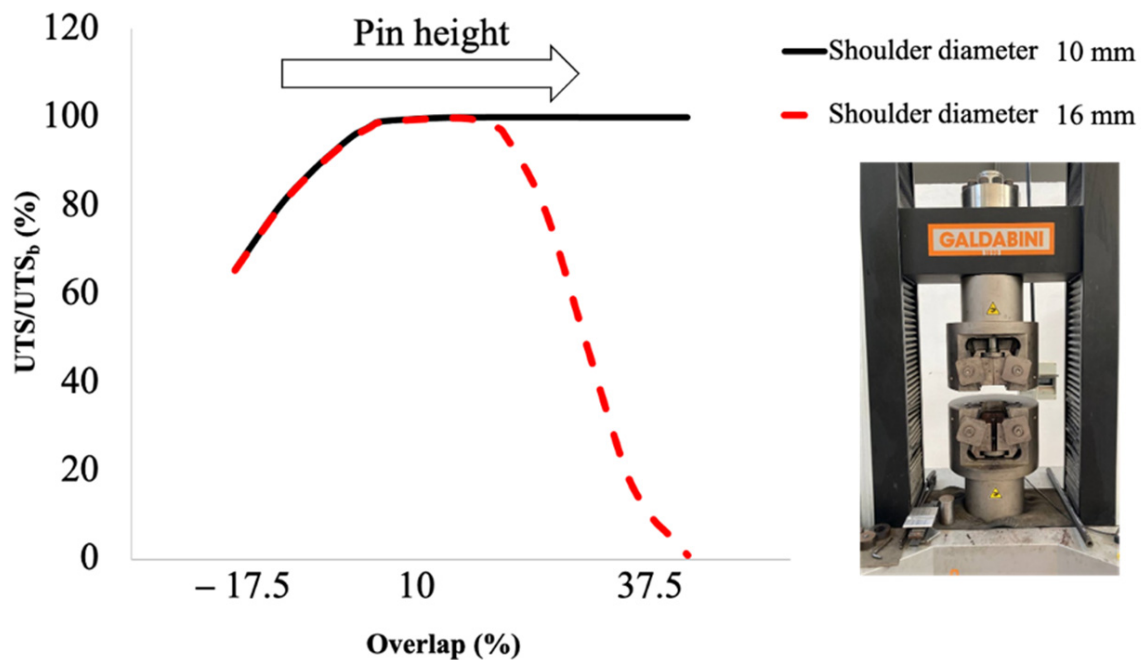 120
Pin height
Shoulder diameter 10 mm
100
Shoulder diameter 16 mm
80
UTS/UTSb (%)
60
40
20
0
– 17.5 10 37.5
Overlap (%)
GALDABINI